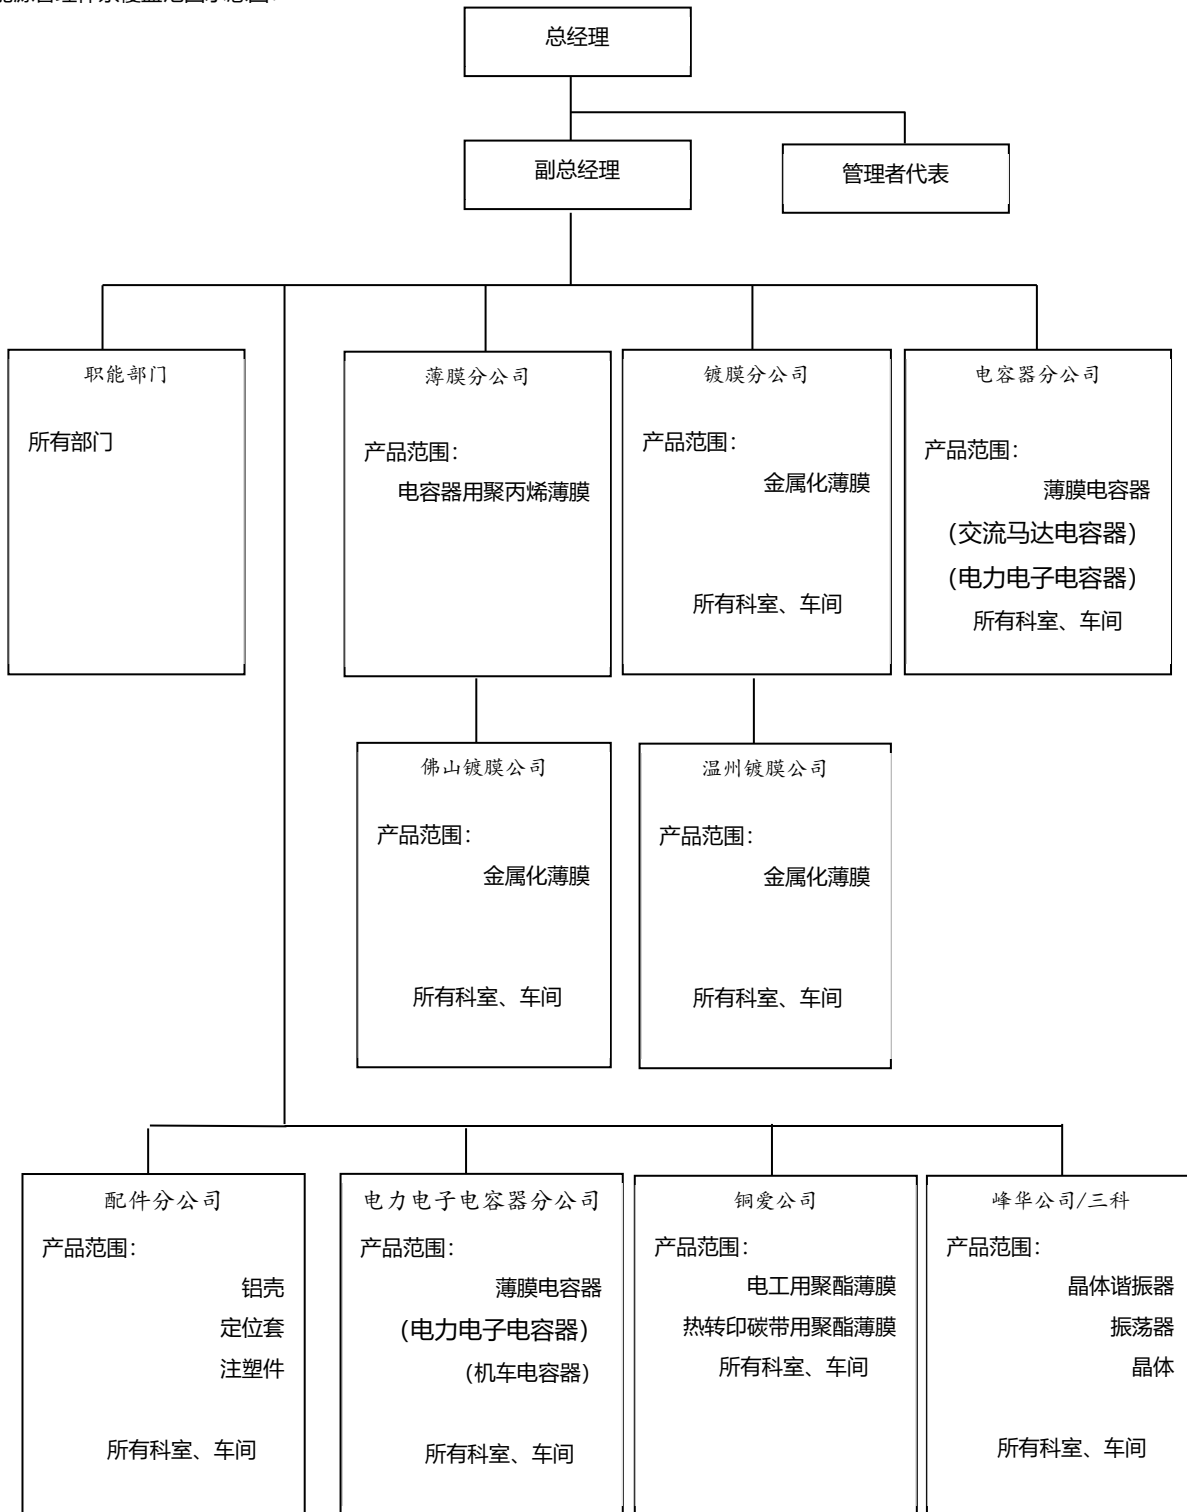 总经理
副总经理
管理者代表
职能部门
所有部门
薄膜分公司
产品范围：
电容器用聚丙烯薄膜
镀膜分公司
产品范围：
金属化薄膜
所有科室、车间
电容器分公司
产品范围：
薄膜电容器
（交流马达电容器）
（电力电子电容器）
所有科室、车间
佛山镀膜公司
产品范围：
金属化薄膜
所有科室、车间
温州镀膜公司
产品范围：
金属化薄膜
所有科室、车间
配件分公司
产品范围：
铝壳
定位套
注塑件
所有科室、车间
电力电子电容器分公司
产品范围：
薄膜电容器
（电力电子电容器）
（机车电容器）
所有科室、车间
铜爱公司
产品范围：
电工用聚酯薄膜
热转印碳带用聚酯薄膜
所有科室、车间
峰华公司/三科
产品范围：
晶体谐振器
振荡器
晶体
所有科室、车间